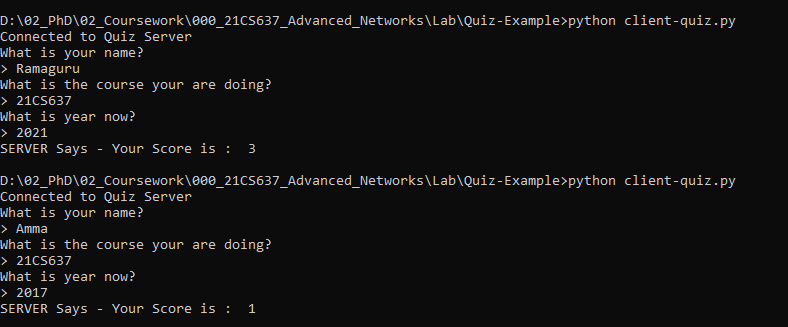 D:\02_PhD\02_Coursework\000_21CS637_Advanced_Networks\Lab\Quiz-Example>python client-quiz.py
Connected to Quiz Server
What is your name?
> Ramaguru
What is the course your are doing?
> 21CS637
What is year now?
> 2021
SERVER Says - Your Score is :  3
D:\02_PhD\02_Coursework\000_21CS637_Advanced_Networks\Lab\Quiz-Example>python client-quiz.py
Connected to Quiz Server
What is your name?
> Amma
What is the course your are doing?
> 21CS637
What is year now?
> 2017
SERVER Says - Your Score is :  1